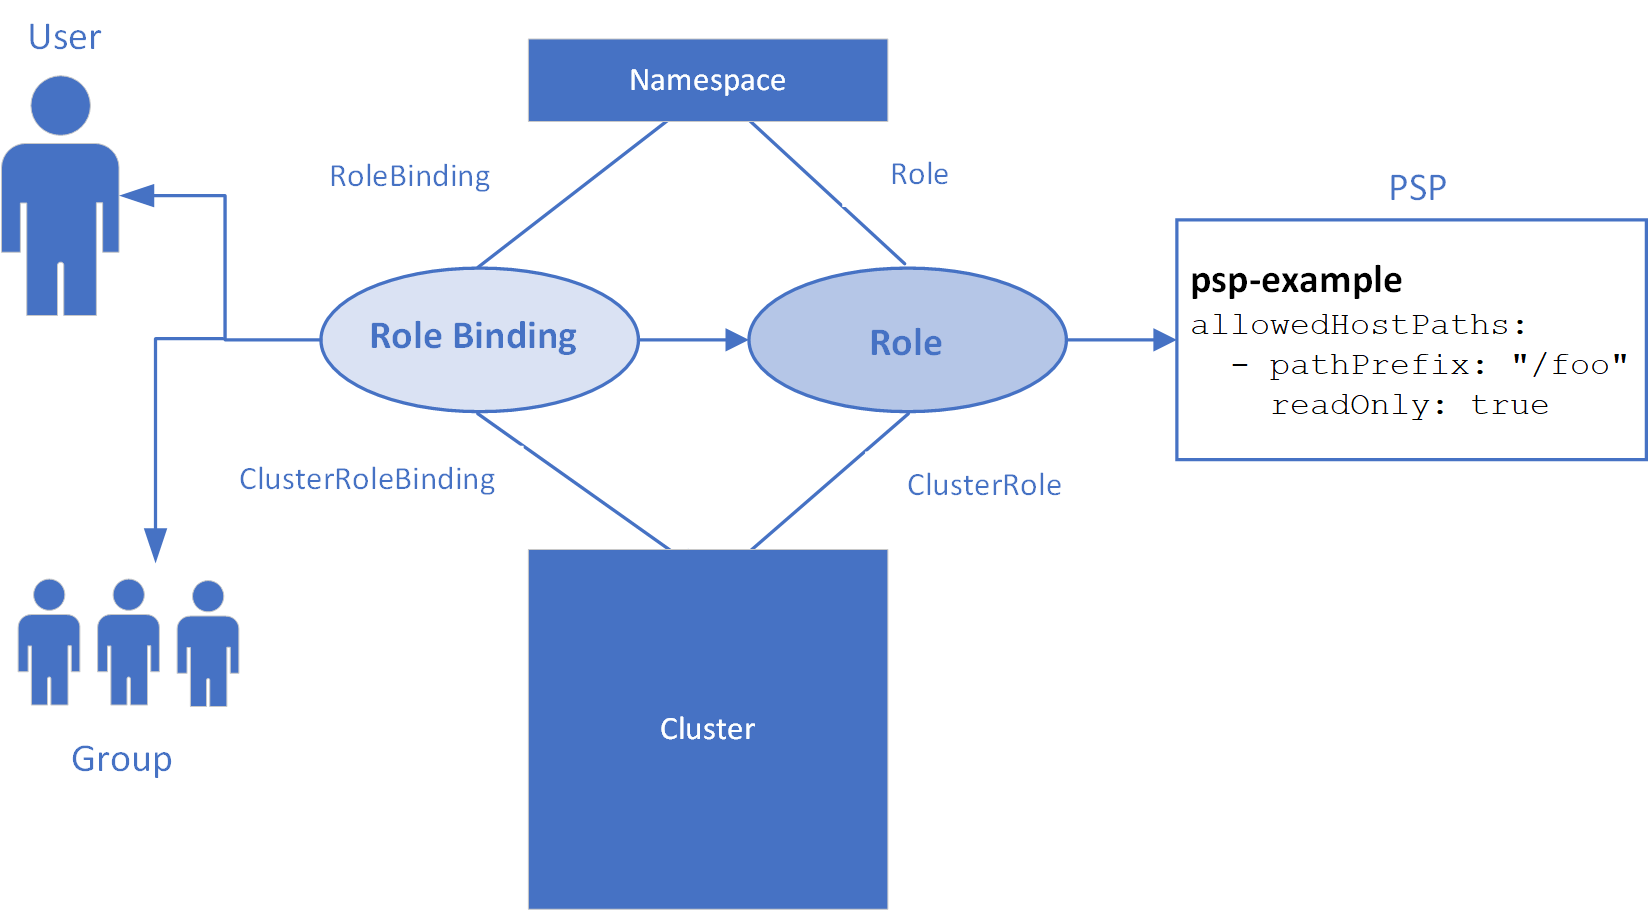 User
Namespace
RoleBinding
Role
PSP
psp-example
allowedHostPaths:
- pathPrefix: "/foo"
readOnly: true
Role Binding
Role
ClusterRoleBinding
ClusterRole
Cluster
Group